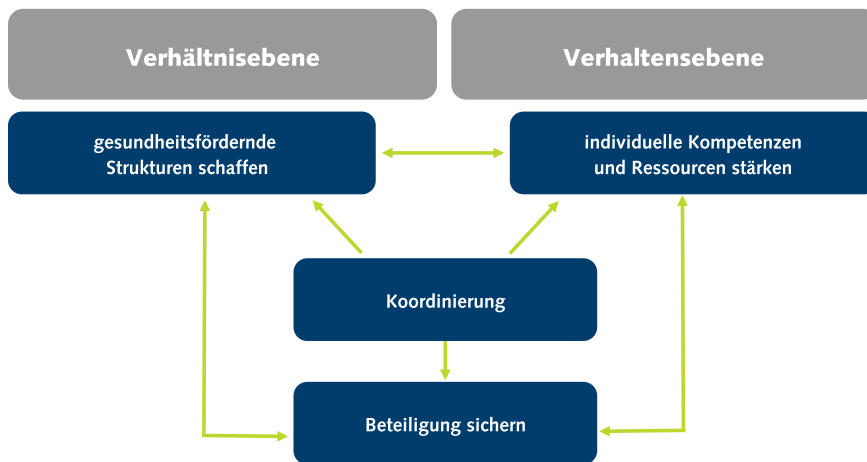 Verhältnisebene
Verhaltensebene
gesundheitsfördernde
Strukturen schaffen
individuelle Kompetenzen
und Ressourcen stärken
Koordinierung
Beteiligung sichern